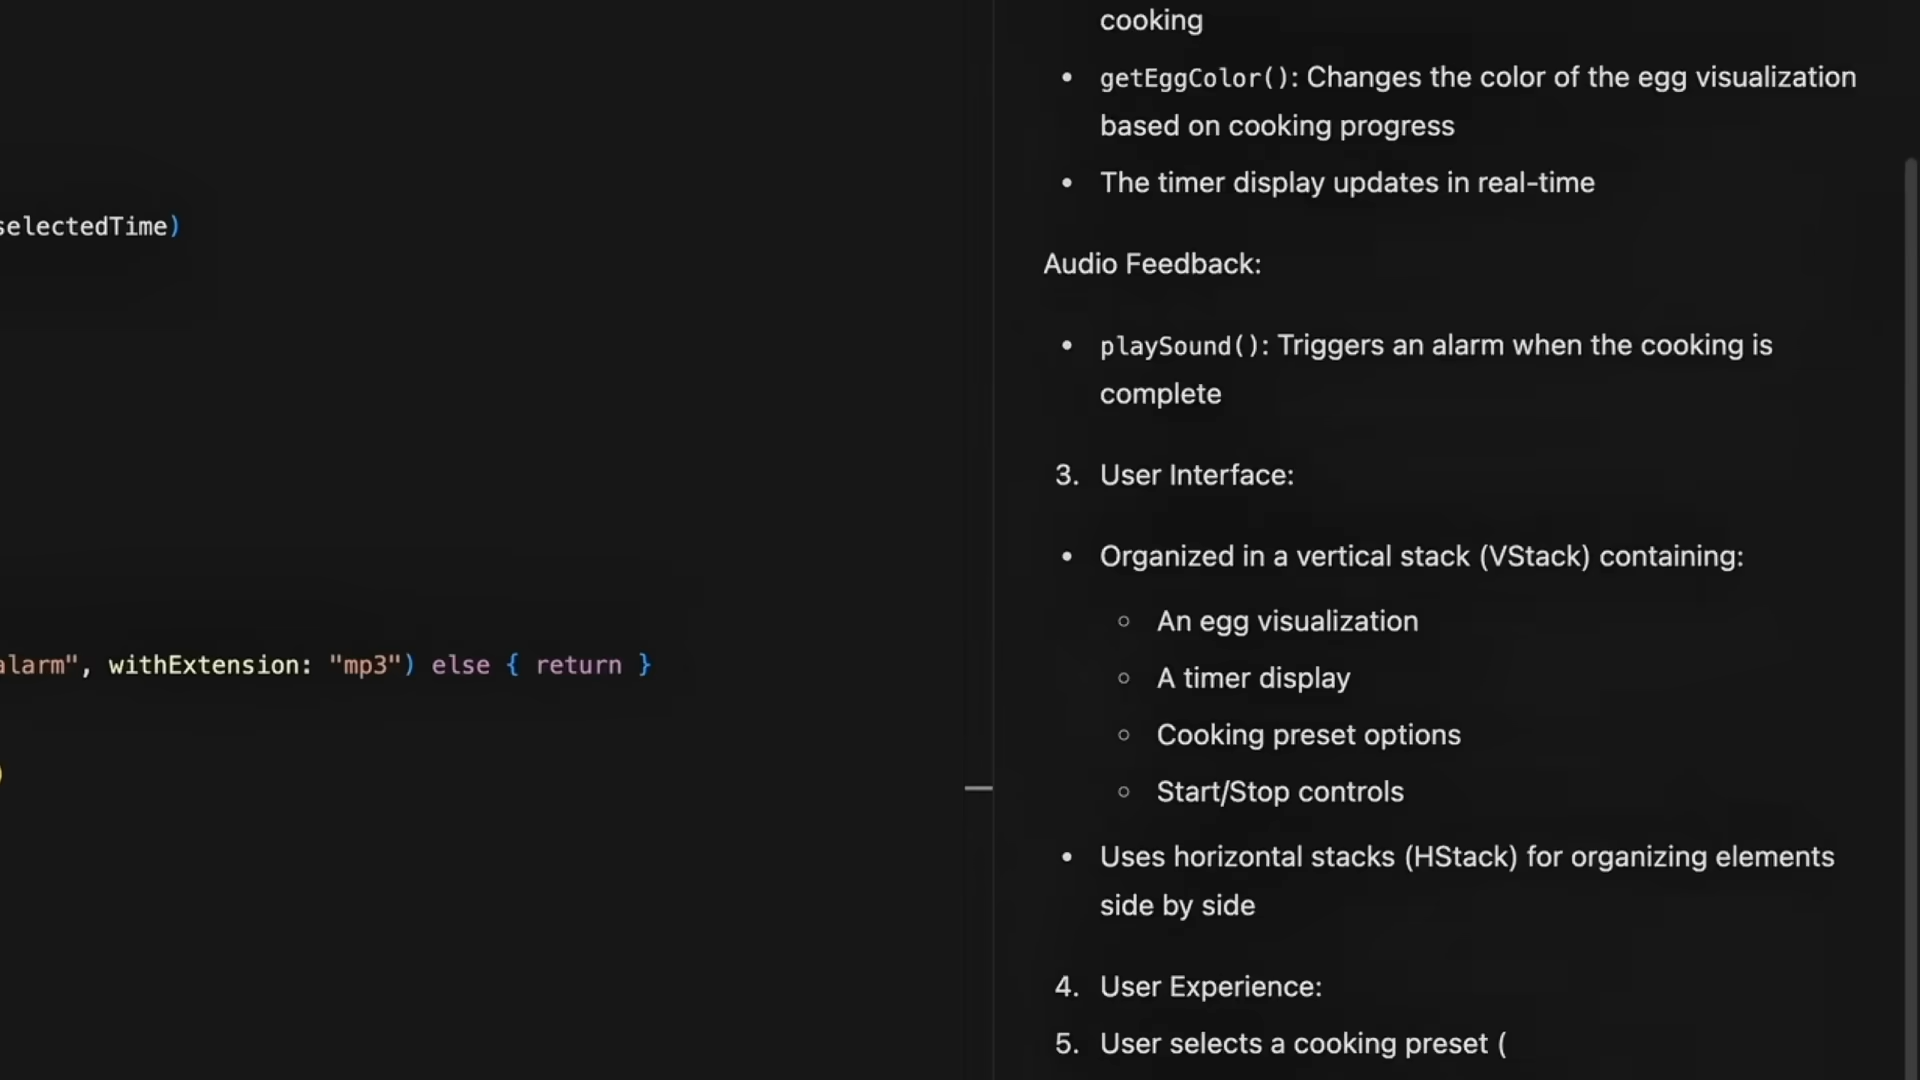 selectedTime)
alarm", withExtension: "mp3") else { return }
)
cooking
• getEggColor(): Changes the color of the egg visualization
based on cooking progress
• The timer display updates in real-time
Audio Feedback:
• playSound(): Triggers an alarm when the cooking is
complete
3. User Interface:
• Organized in a vertical stack (VStack) containing:
◦ An egg visualization
◦ A timer display
◦ Cooking preset options
◦ Start/Stop controls
• Uses horizontal stacks (HStack) for organizing elements
side by side
4. User Experience:
5. User selects a cooking preset (